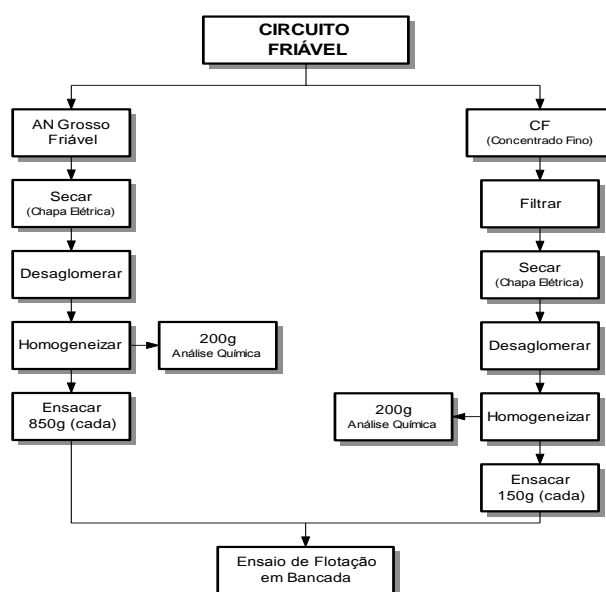 CIRCUITO
FRIÁVEL
AN Grosso
Friável
Secar
(Chapa Elétrica)
Desaglomerar
Homogeneizar
200g
Análise Química
Ensacar
850g (cada)
CF
(Concentrado Fino)
Filtrar
Secar
(Chapa Elétrica)
Desaglomerar
Homogeneizar
200g
Análise Química
Ensacar
150g (cada)
Ensaio de Flotação
em Bancada